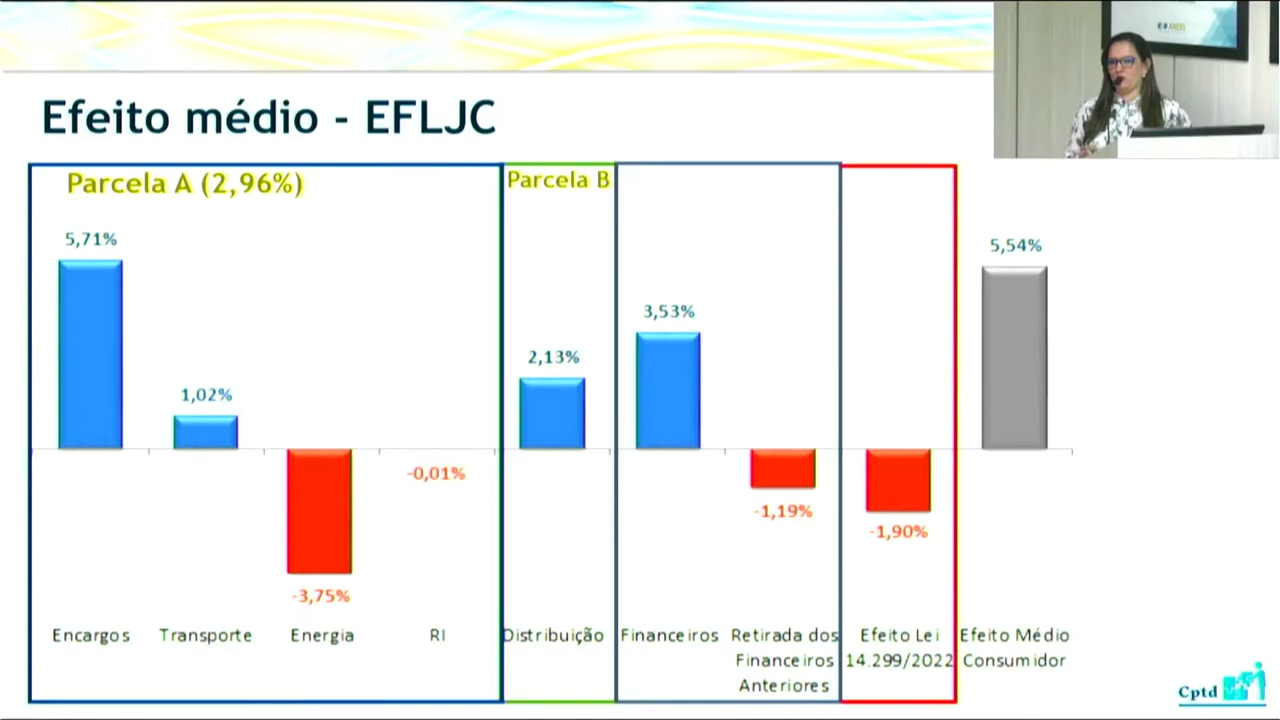 Efeito médio - EFLJC
Parcela A (2,96%)
Parcela B
5,71%
1,02%
-3,75%
-0,01%
2,13%
3,53%
-1,19%
-1,90%
5,54%
Encargos
Transporte
Energia
RI
Distribuição
Financeiros
Retirada dos
Financeiros
Anteriores
Efeito Lei
14.299/2022
Efeito Médio
Consumidor
Cptd